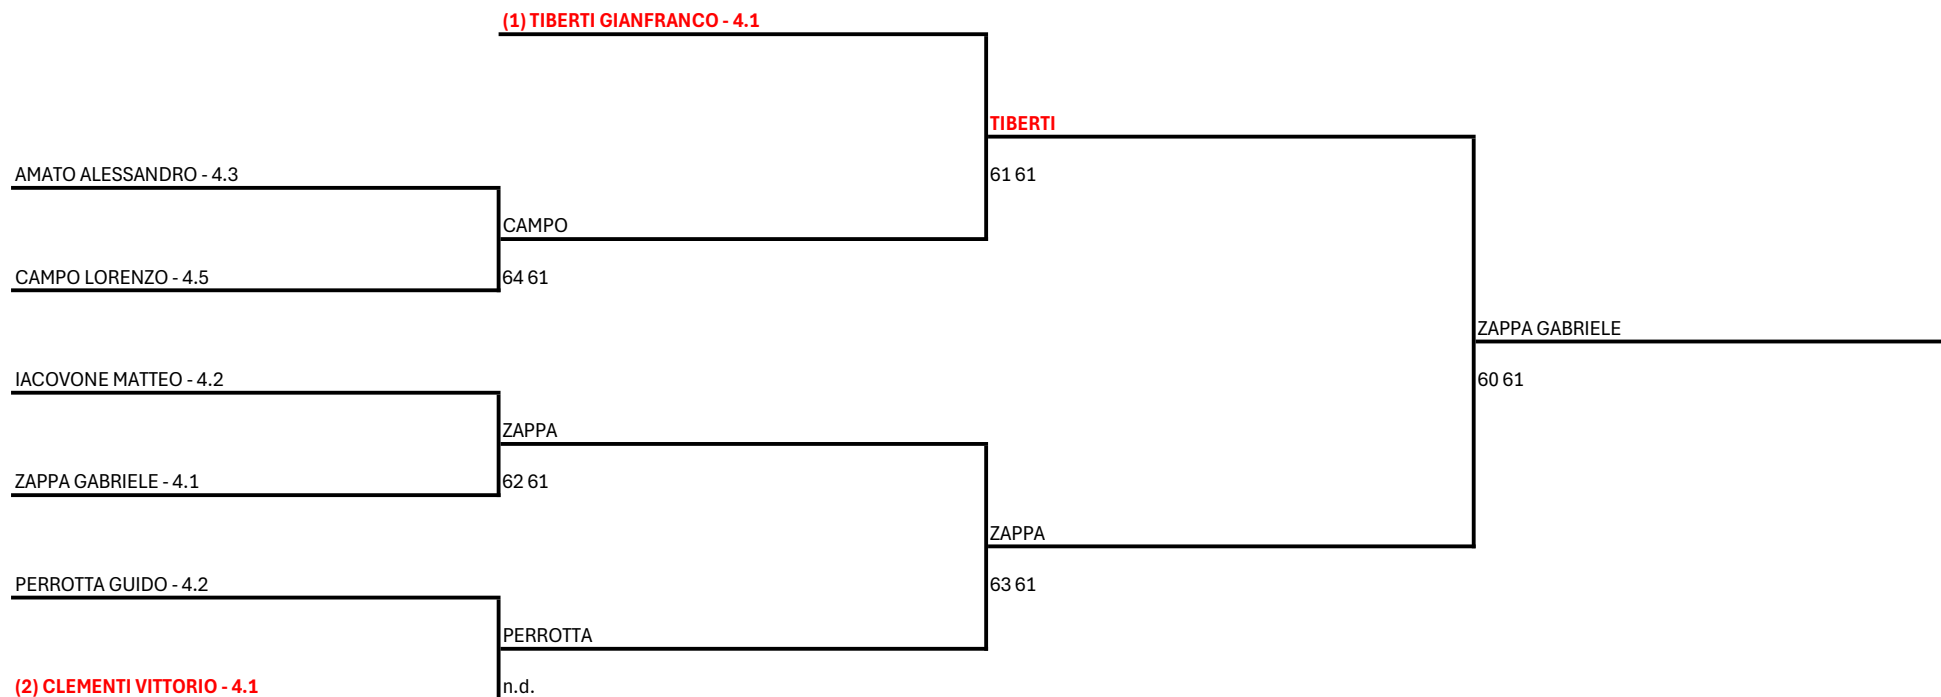 (1) TIBERTI GIANFRANCO - 4.1
TIBERTI
AMATO ALESSANDRO - 4.3
61 61
CAMPO
CAMPO LORENZO - 4.5
64 61
ZAPPA GABRIELE
IACOVONE MATTEO - 4.2
60 61
ZAPPA
ZAPPA GABRIELE - 4.1
62 61
ZAPPA
PERROTTA GUIDO - 4.2
63 61
PERROTTA
(2) CLEMENTI VITTORIO - 4.1
n.d.